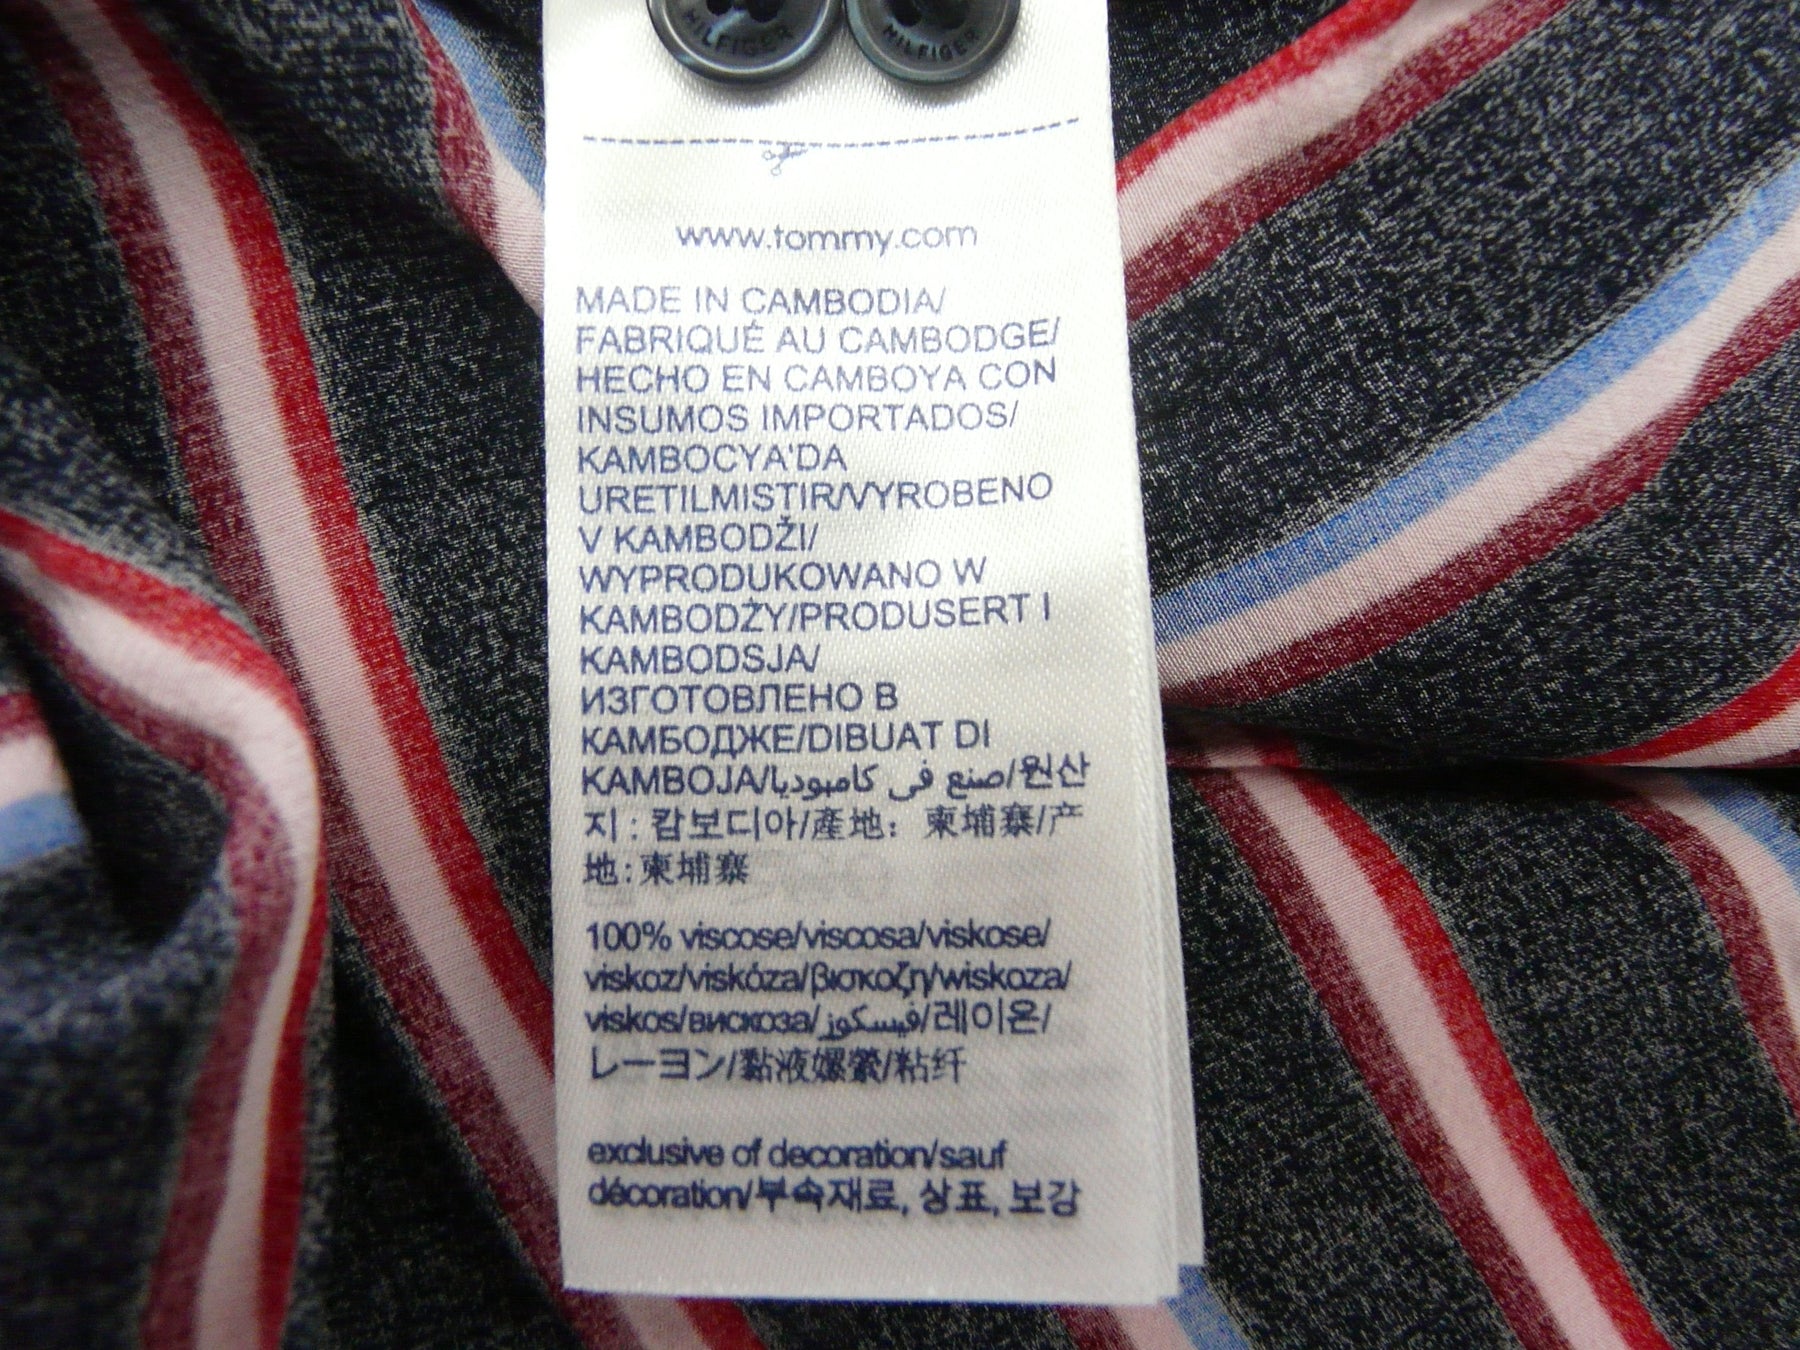 HILFIGER HILFIGER
www.tommy.com
MADE IN CAMBODIA/
FABRIQUÉ AU CAMBODGE/
HECHO EN CAMBOYA CON
INSUMOS IMPORTADOS/
KAMBOCYA'DA
URETILMISTIR/VYROBENO
V KAMBODŽI/
WYPRODUKOWANO W
KAMBODŻY/PRODUSERT I
KAMBODSJA/
ИЗГОТОВЛЕНО В
КАМБОДЖЕ/DIBUAT DI
KAMBOJA/صنع في كامبوديا/원산
지 : 캄보디아/產地：柬埔寨/产
地:柬埔寨
100% viscose/viscosa/viskose/
viskoz/viskóza/βισκοζη/wiskoza/
viskos/вискоза/فيسكوز/레이온/
レーヨン/黏液嫘縈/粘纤
exclusive of decoration/sauf
décoration/부속재료, 상표, 보강